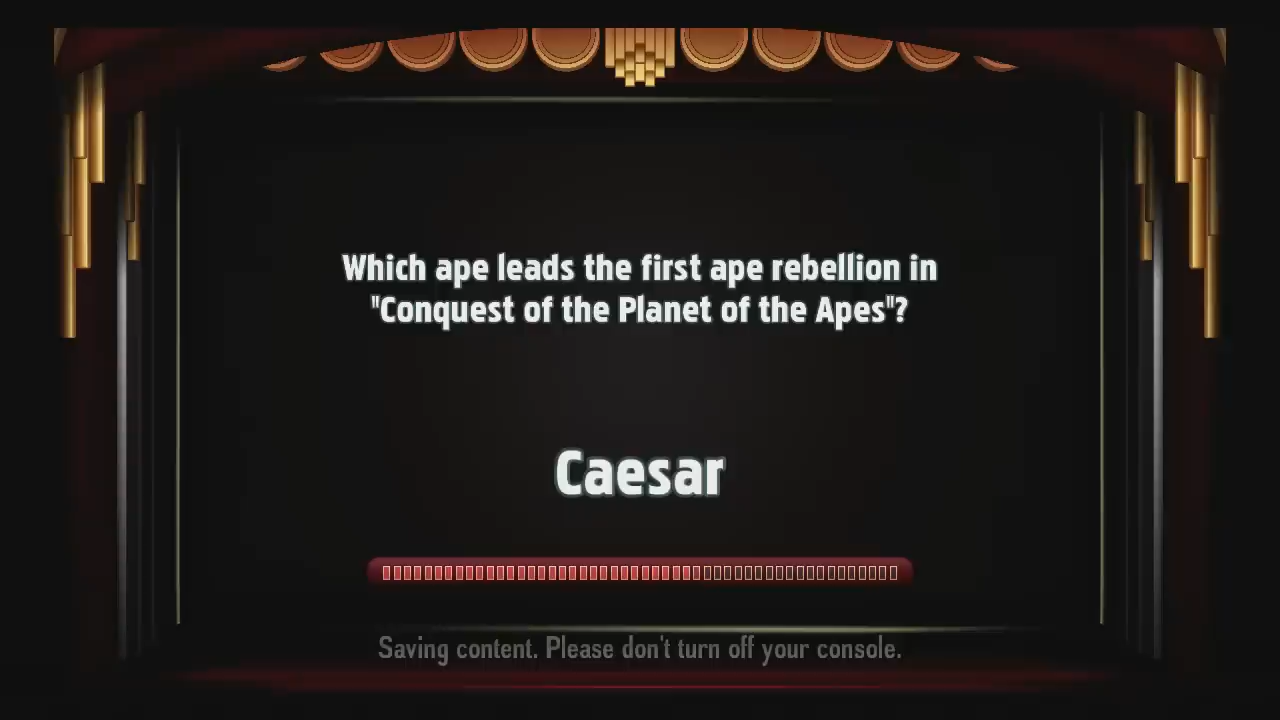 Which ape leads the first ape rebellion in
"Conquest of the Planet of the Apes"?
Caesar
Saving content. Please don't turn off your console.